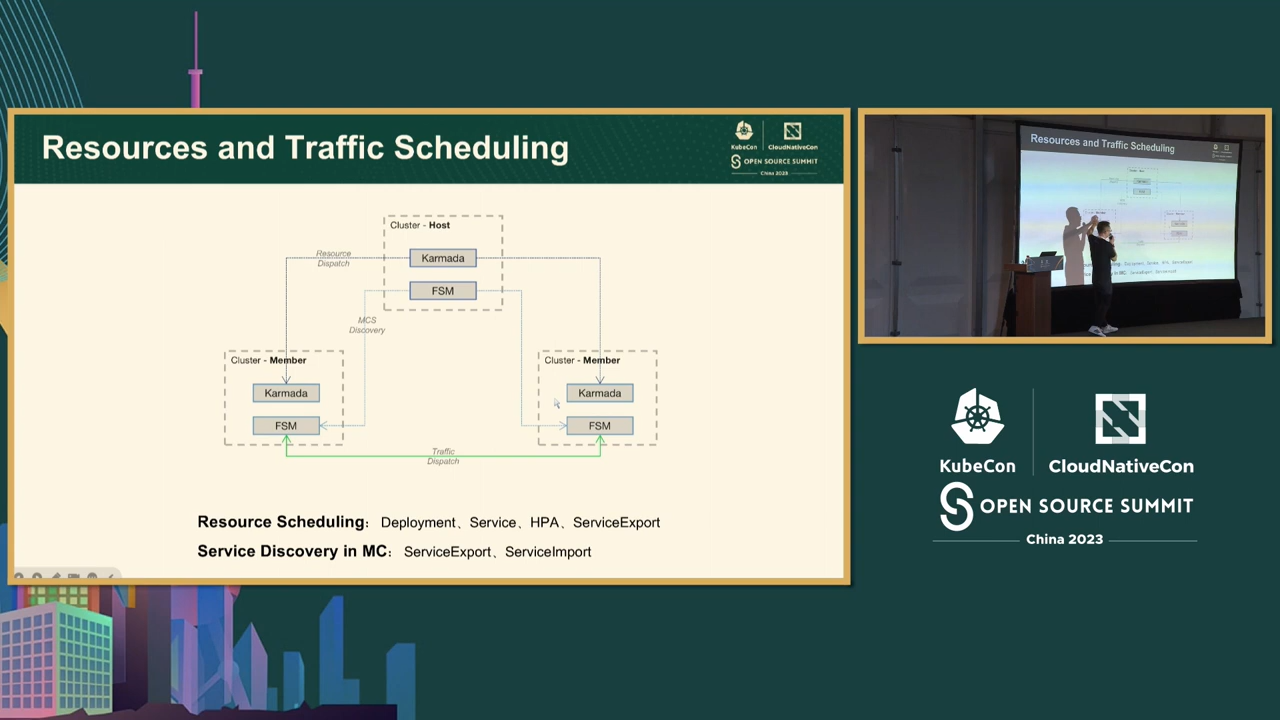 Resources and Traffic Scheduling
KubeCon
CloudNativeCon
OPEN SOURCE SUMMIT
China 2023
Cluster - Host
Karmada
FSM
Resource
Dispatch
MCS
Discovery
Cluster - Member
Karmada
FSM
Cluster - Member
Karmada
FSM
Traffic
Dispatch
Resource Scheduling： Deployment、Service、HPA、ServiceExport
Service Discovery in MC： ServiceExport、ServiceImport
Resources and Traffic Scheduling
KubeCon
CloudNativeCon
OPEN SOURCE SUMMIT
China 2023